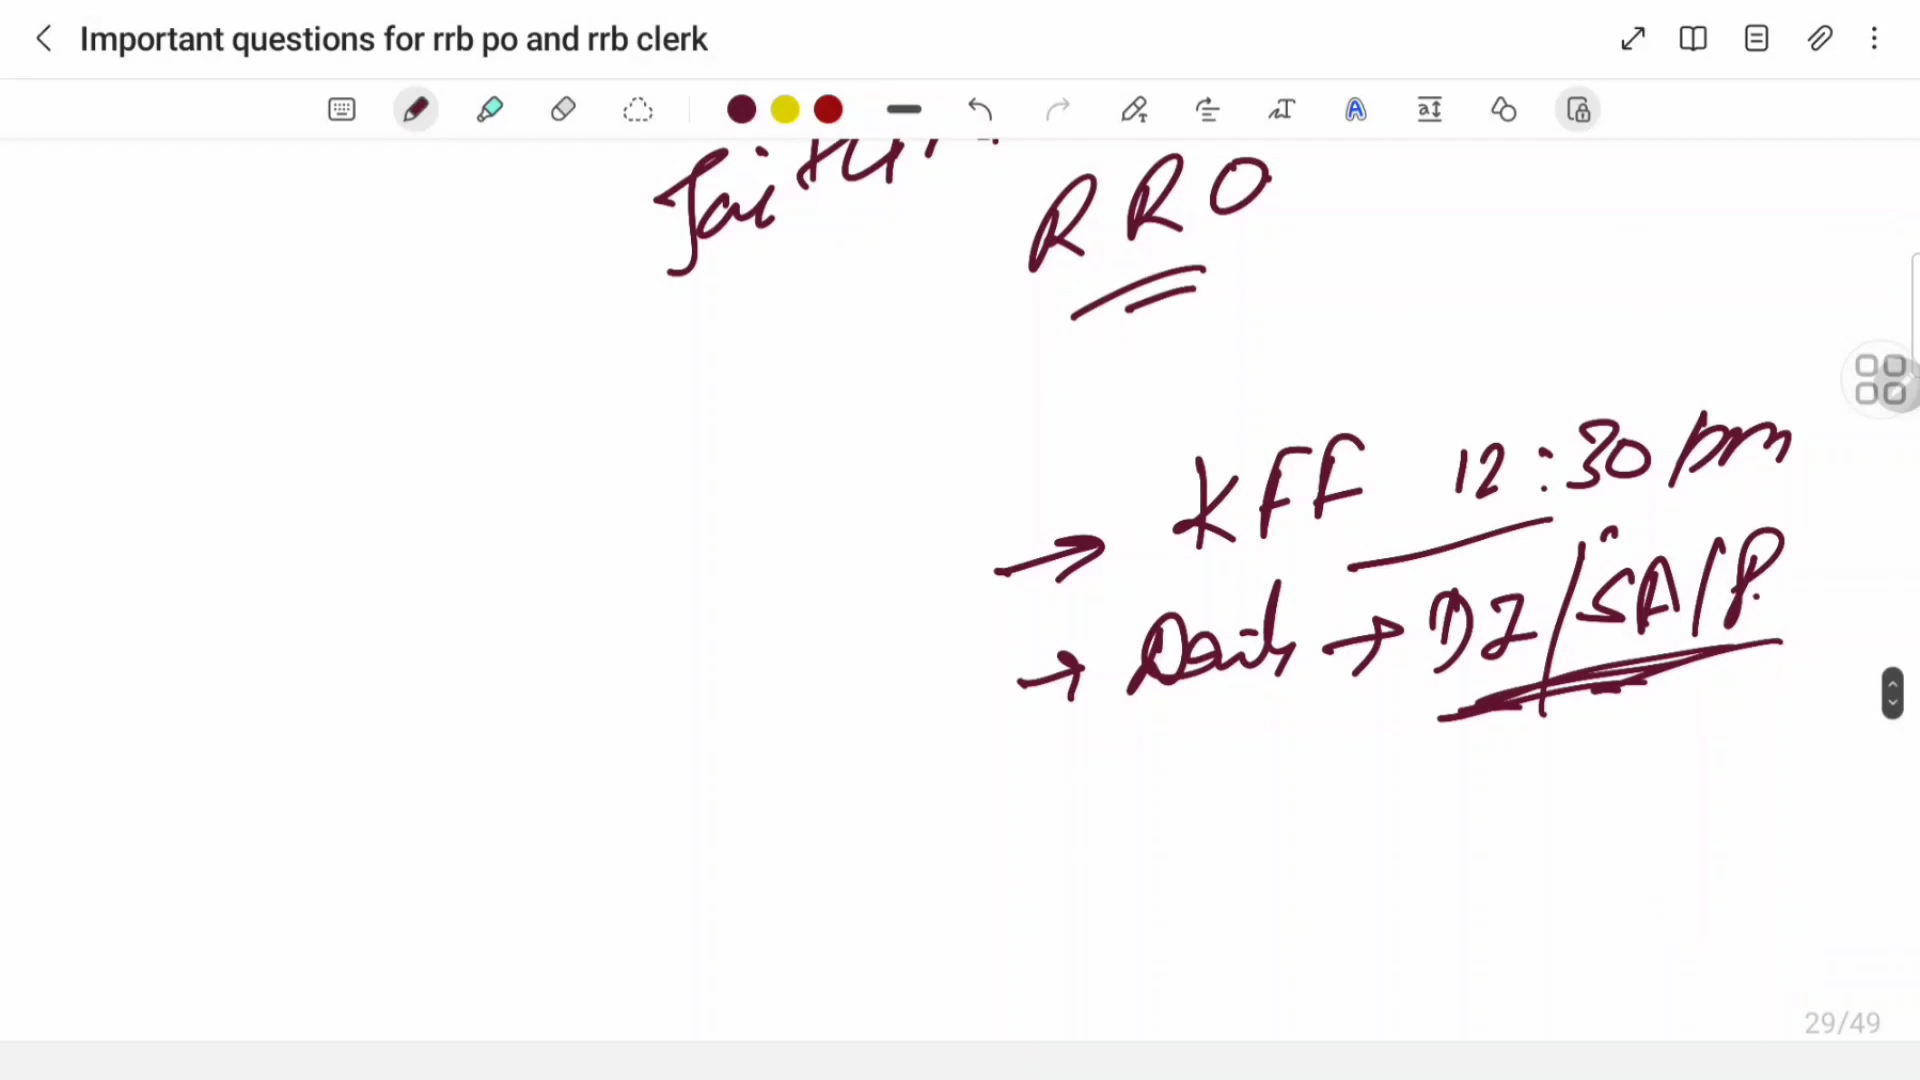 Important questions for rrb po and rrb clerk
RRO
→ KFF 12:30 pm
→ Daily → DI/SA/P.
29/49